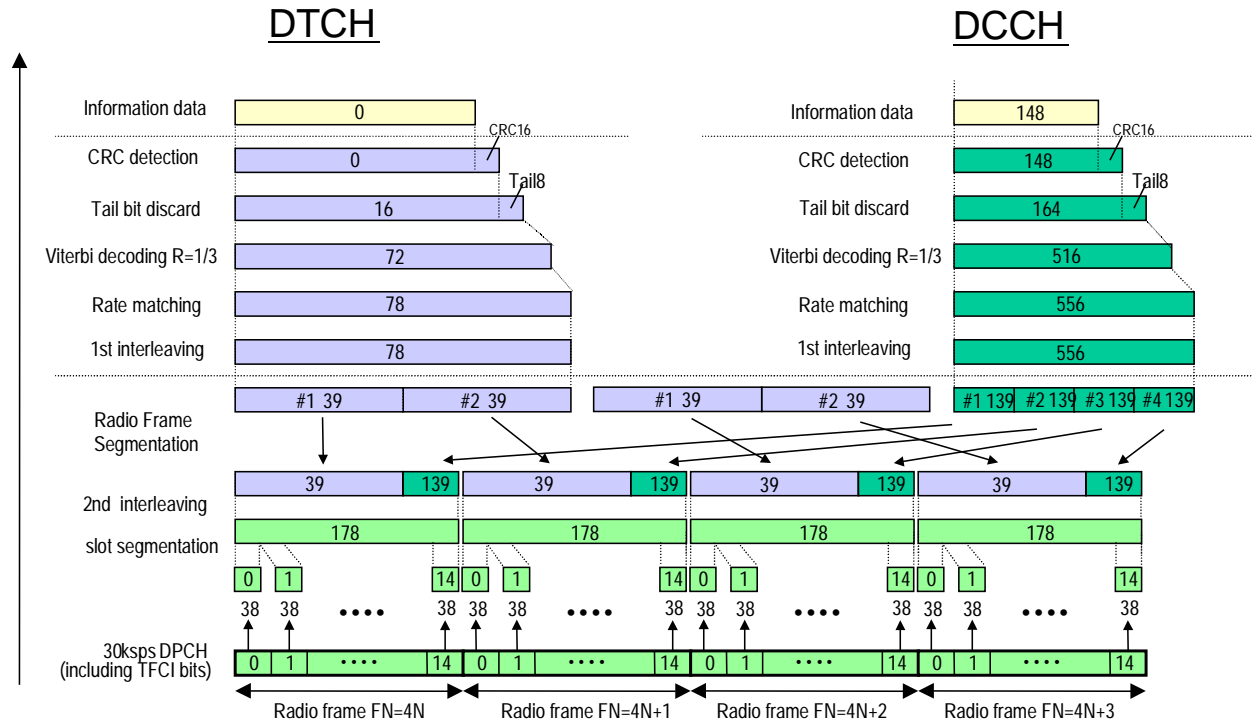 DTCH DCCH
Information data 0 Information data 148
CRC16 CRC16
CRC detection 0 CRC detection 148
Tail8 Tail8
Tail bit discard 16 Tail bit discard 164
Viterbi decoding R=1/3 72 Viterbi decoding R=1/3 516
Rate matching 78 Rate matching 556
1st interleaving 78 1st interleaving 556
#1 39 #2 39 #1 39 #2 39 #1 139 #2 139 #3 139 #4 139
Radio Frame
Segmentation
39 139 39 139 39 139 39 139
2nd interleaving
178 178 178 178
slot segmentation
0 1 14 0 1 14 0 1 14 0 1 14
38 38 •••• 38 38 38 •••• 38 38 38 •••• 38 38 38 •••• 38
30ksps DPCH
(including TFCI bits)
0 1 •••• 14 0 1 •••• 14 0 1 •••• 14 0 1 •••• 14
Radio frame FN=4N Radio frame FN=4N+1 Radio frame FN=4N+2 Radio frame FN=4N+3